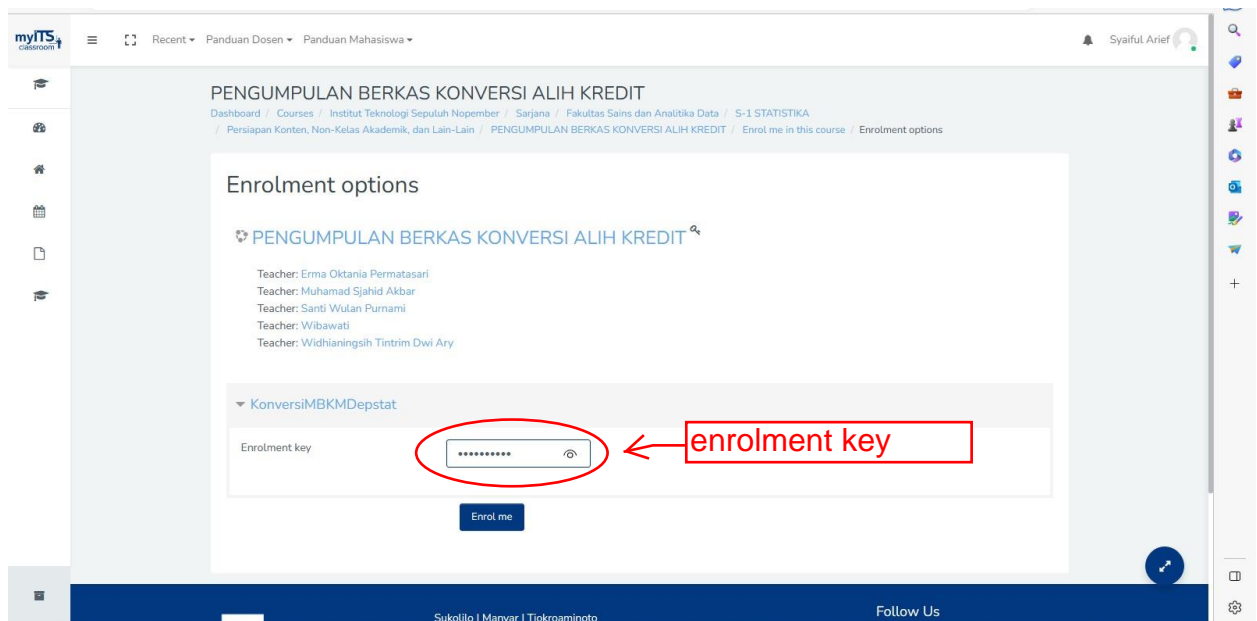 myITS
classroom
Recent Panduan Dosen Panduan Mahasiswa
Syaiful Arief
PENGUMPULAN BERKAS KONVERSI ALIH KREDIT
Dashboard / Courses / Institut Teknologi Sepuluh Nopember / Sarjana / Fakultas Sains dan Analitika Data / S-1 STATISTIKA
/ Persiapan Konten, Non-Kelas Akademik, dan Lain-Lain / PENGUMPULAN BERKAS KONVERSI ALIH KREDIT / Enrol me in this course / Enrolment options
Enrolment options
PENGUMPULAN BERKAS KONVERSI ALIH KREDIT
Teacher: Erma Oktania Permatasari
Teacher: Muhamad Sjahid Akbar
Teacher: Santi Wulan Purnami
Teacher: Wibawati
Teacher: Widhianingsih Tintrim Dwi Ary
KonversiMBKMDepstat
Enrolment key
••••••••••
enrolment key
Enrol me
Sukolilo | Manyar | Tjokroaminoto
Follow Us